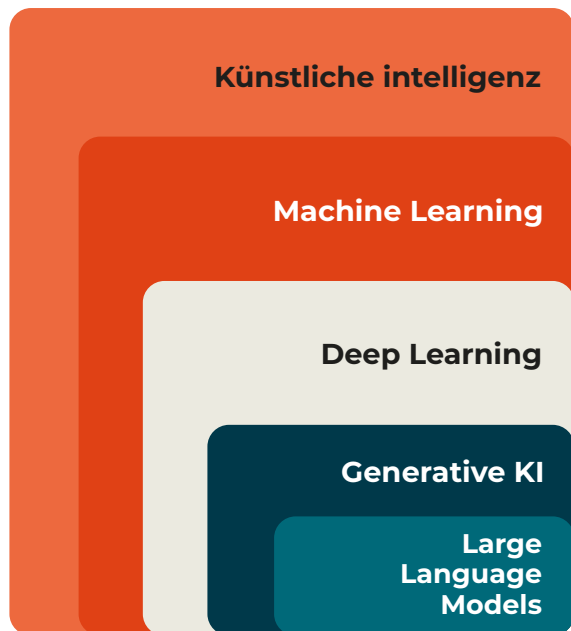 Künstliche intelligenz
Machine Learning
Deep Learning
Generative KI
Large
Language
Models